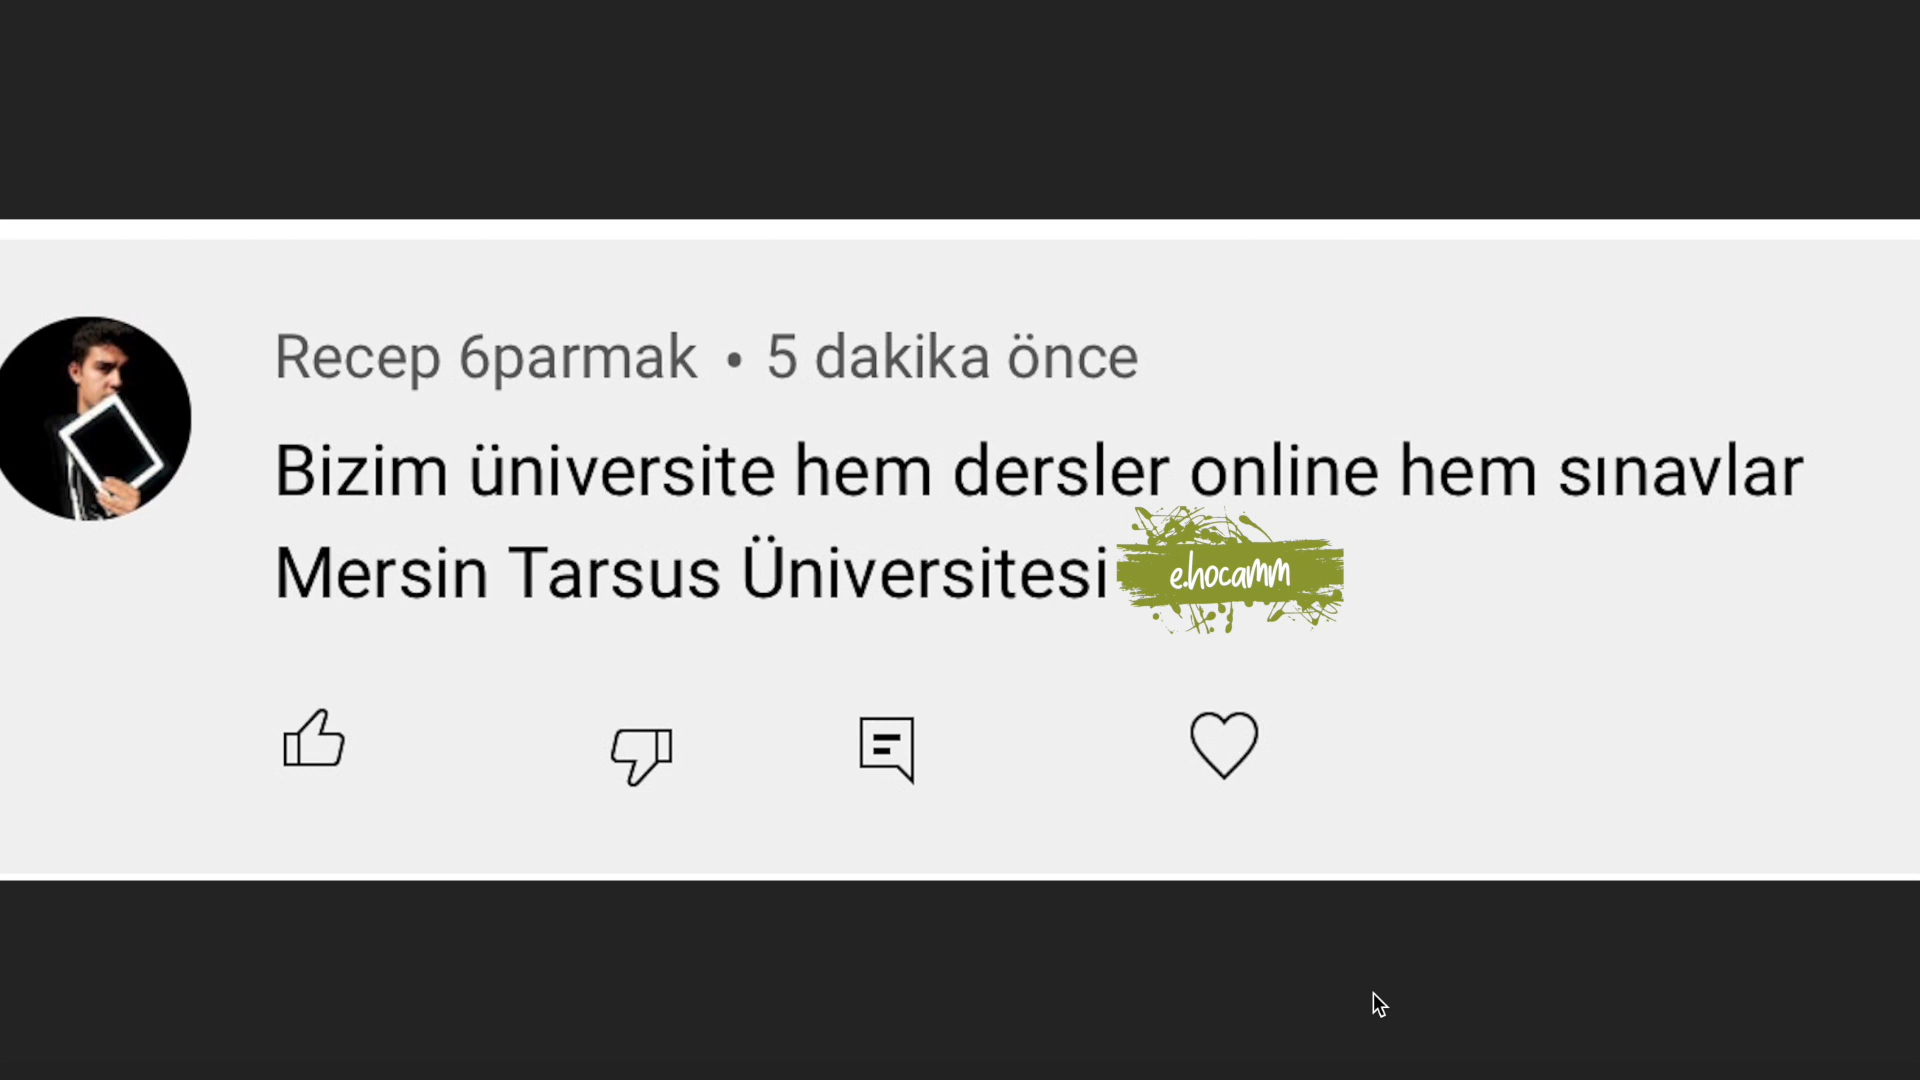 Recep 6parmak • 5 dakika önce
Bizim üniversite hem dersler online hem sınavlar
Mersin Tarsus Üniversitesi
e.hocamm